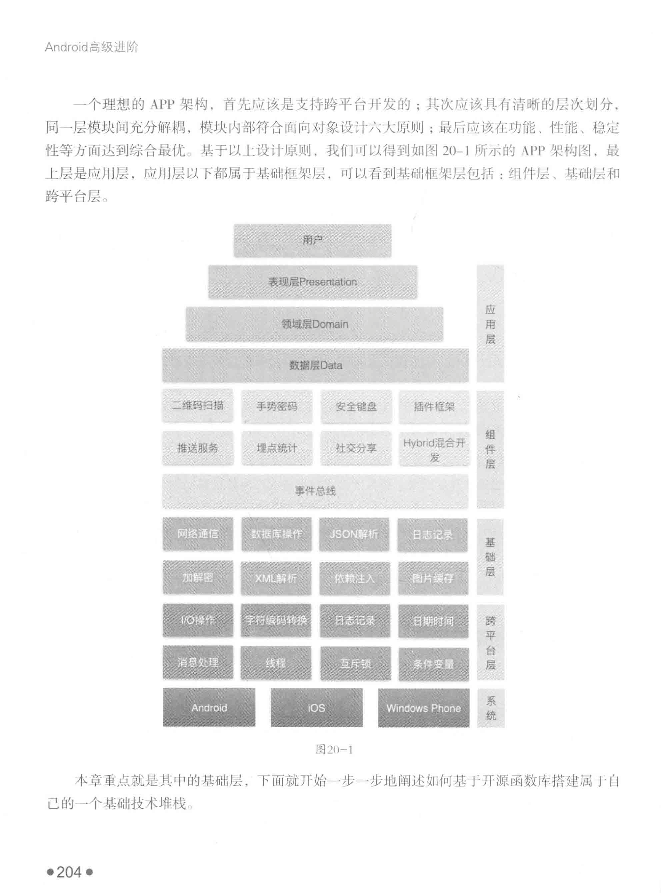 Android高级进阶
一个理想的 APP 架构，首先应该是支持跨平台开发的；其次应该具有清晰的层次划分，
同一层模块间充分解耦，模块内部符合面向对象设计六大原则；最后应该在功能、性能、稳定
性等方面达到综合最优。基于以上设计原则，我们可以得到如图 20-1 所示的 APP 架构图，最
上层是应用层，应用层以下都属于基础框架层，可以看到基础框架层包括：组件层、基础层和
跨平台层。
用户
表现层Presentation
领域层Domain
数据层Data
应用层
二维码扫描 手势密码 安全键盘 插件框架
推送服务 埋点统计 社交分享 Hybrid混合开
发
事件总线
组件层
网络通信 数据库操作 JSON解析 日志记录
加解密 XML解析 依赖注入 图片缓存
基础层
I/O操作 字符编码转换 日志记录 日期时间
消息处理 线程 互斥锁 条件变量
跨平台层
Android iOS Windows Phone
系统
图20-1
本章重点就是其中的基础层，下面就开始一步一步地阐述如何基于开源函数库搭建属于自
己的一个基础技术堆栈。
●204●